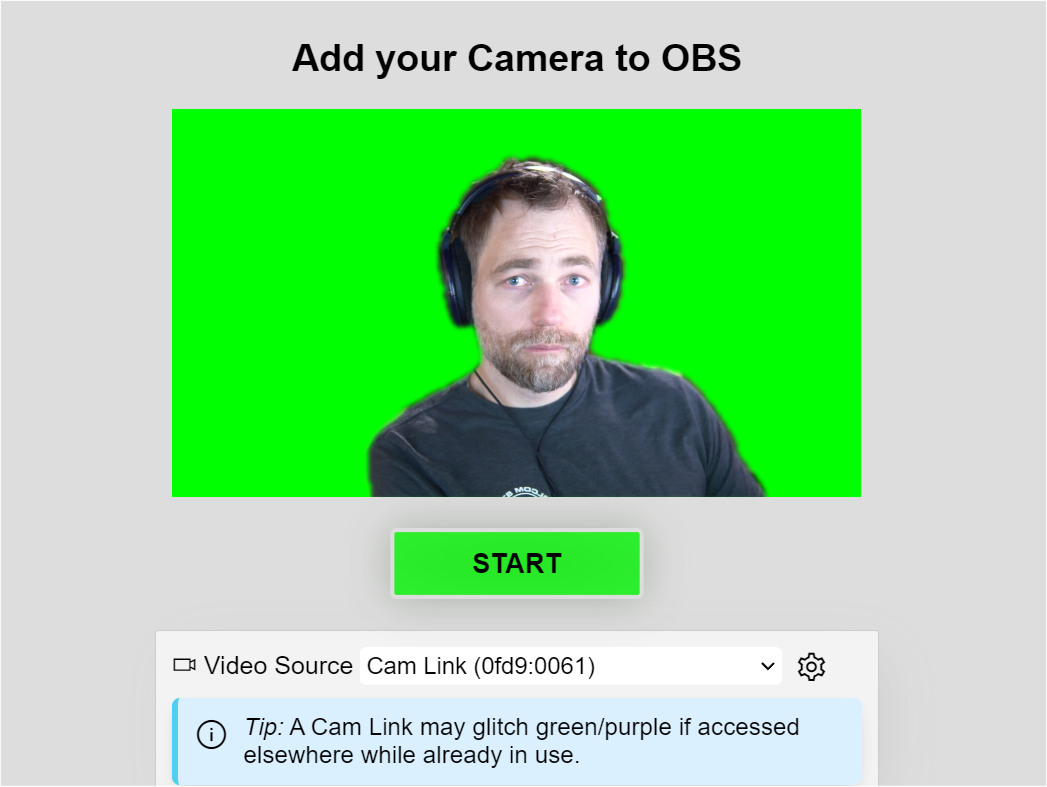 Add your Camera to OBS
START
Video Source Cam Link (0fd9:0061)
Tip: A Cam Link may glitch green/purple if accessed
elsewhere while already in use.